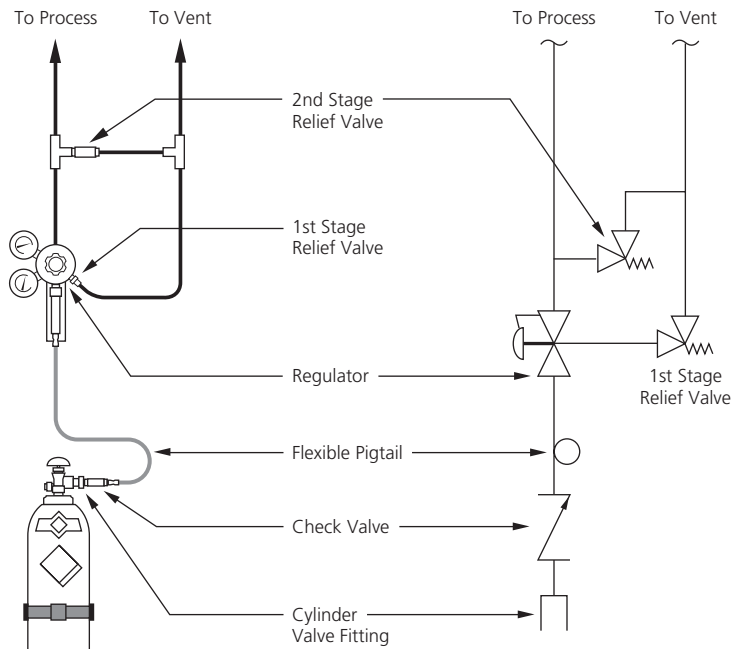 To Process
To Vent
To Process
To Vent
2nd Stage
Relief Valve
1st Stage
Relief Valve
Regulator
1st Stage
Relief Valve
Flexible Pigtail
Check Valve
Cylinder
Valve Fitting